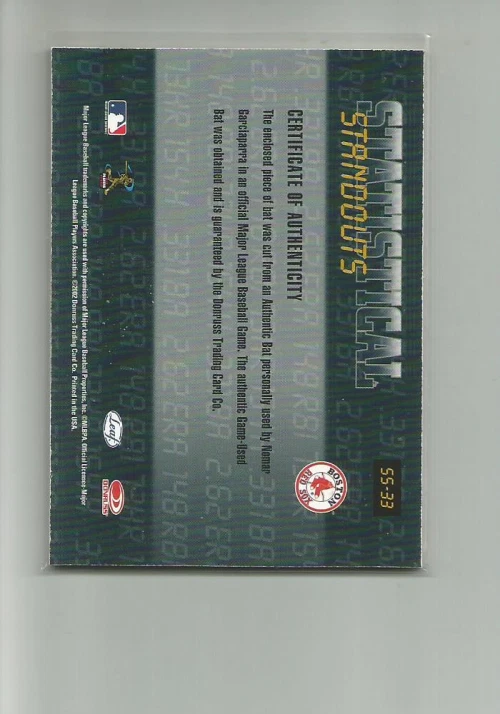 STATISTICAL
STANDOUTS
SS-33
BOSTON
RED SOX
CERTIFICATE OF AUTHENTICITY
The enclosed piece of bat was cut from an Authentic Bat personally used by Nomar
Garciaparra in an official Major League Baseball Game. The authentic Game-Used
Bat was obtained and is guaranteed by the Donruss Trading Card Co.
Leaf
DONRUSS
Major League Baseball trademarks and copyrights are used with permission of Major League Baseball Properties, Inc. ©MLBPA. Official Licensee-Major
League Baseball Players Association. ©2002 Donruss Trading Card Co. Printed in the USA.